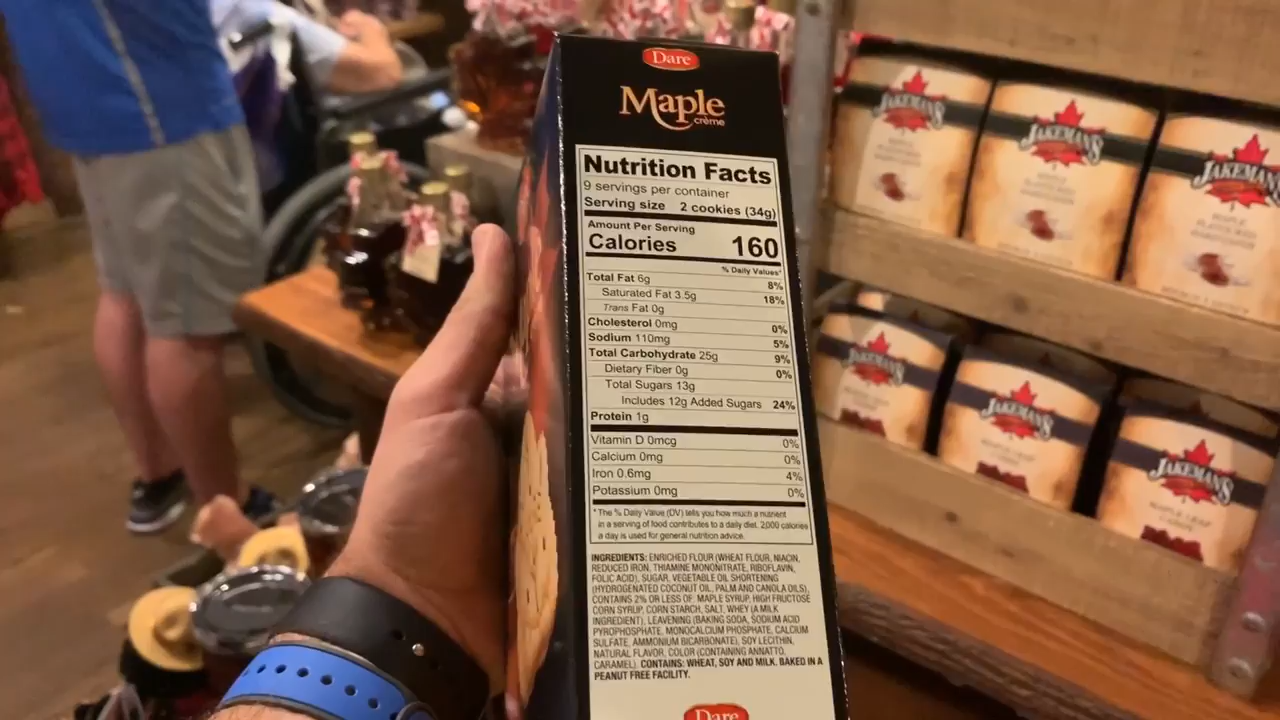 Dare
Maple
crème
Nutrition Facts
9 servings per container
Serving size 2 cookies (34g)
Amount Per Serving
Calories 160
% Daily Values*
Total Fat 6g 8%
Saturated Fat 3.5g 18%
Trans Fat 0g
Cholesterol 0mg 0%
Sodium 110mg 5%
Total Carbohydrate 25g 9%
Dietary Fiber 0g 0%
Total Sugars 13g
Includes 12g Added Sugars 24%
Protein 1g
Vitamin D 0mcg 0%
Calcium 0mg 0%
Iron 0.6mg 4%
Potassium 0mg 0%
* The % Daily Value (DV) tells you how much a nutrient
in a serving of food contributes to a daily diet. 2,000 calories
a day is used for general nutrition advice.
INGREDIENTS: ENRICHED FLOUR (WHEAT FLOUR, NIACIN,
REDUCED IRON, THIAMINE MONONITRATE, RIBOFLAVIN,
FOLIC ACID), SUGAR, VEGETABLE OIL SHORTENING
(HYDROGENATED COCONUT OIL, PALM AND CANOLA OILS),
CONTAINS 2% OR LESS OF: MAPLE SYRUP, HIGH FRUCTOSE
CORN SYRUP, CORN STARCH, SALT, WHEY (A MILK
INGREDIENT), LEAVENING (BAKING SODA, SODIUM ACID
PYROPHOSPHATE, MONOCALCIUM PHOSPHATE, CALCIUM
SULFATE, AMMONIUM BICARBONATE), SOY LECITHIN,
NATURAL FLAVOR, COLOR (CONTAINING ANNATTO,
CARAMEL). CONTAINS: WHEAT, SOY AND MILK. BAKED IN A
PEANUT FREE FACILITY.
Dare
JAKEMANS
JAKEMANS
JAKEMANS
JAKEMANS
JAKEMANS
JAKEMANS